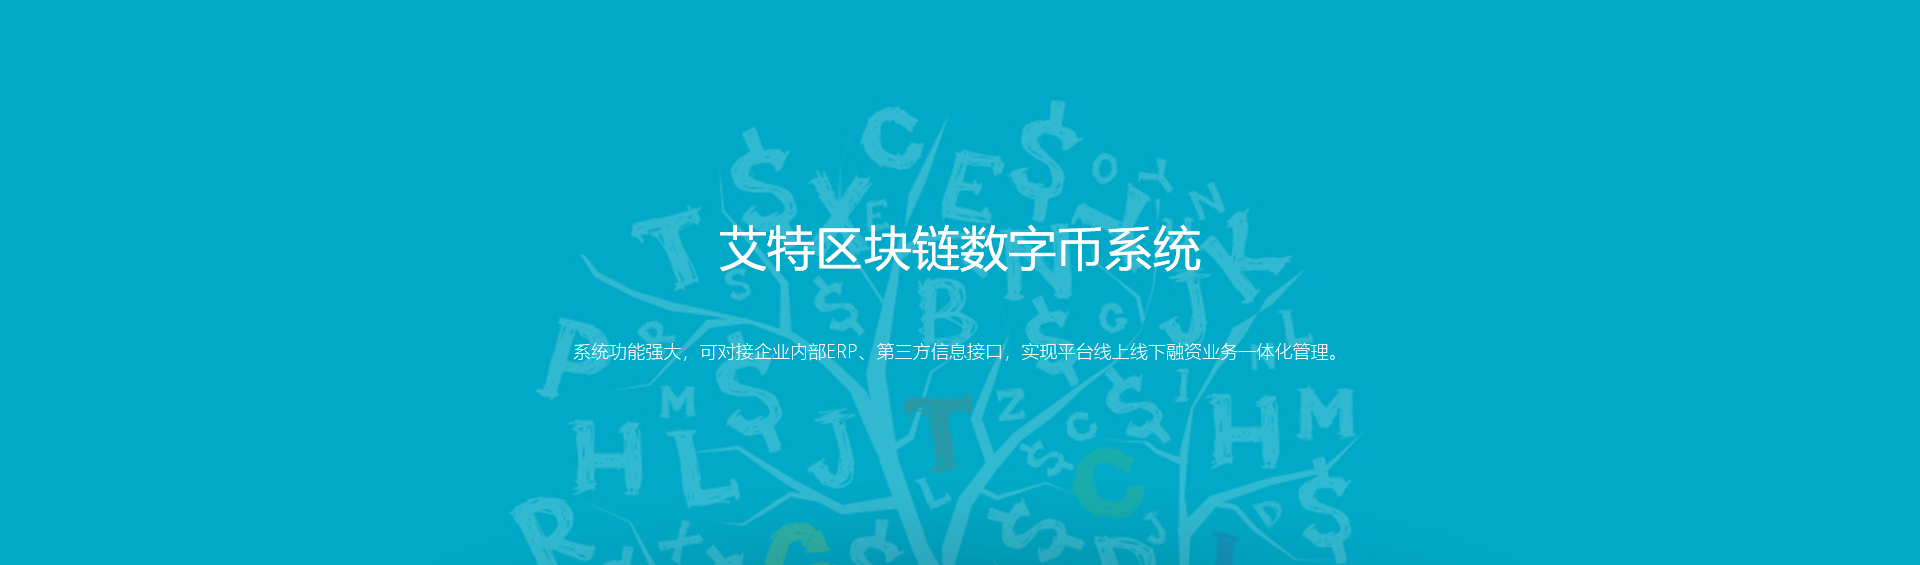 艾特区块链数字币系统
系统功能强大，可对接企业内部ERP、第三方信息接口，实现平台线上线下融资业务一体化管理。